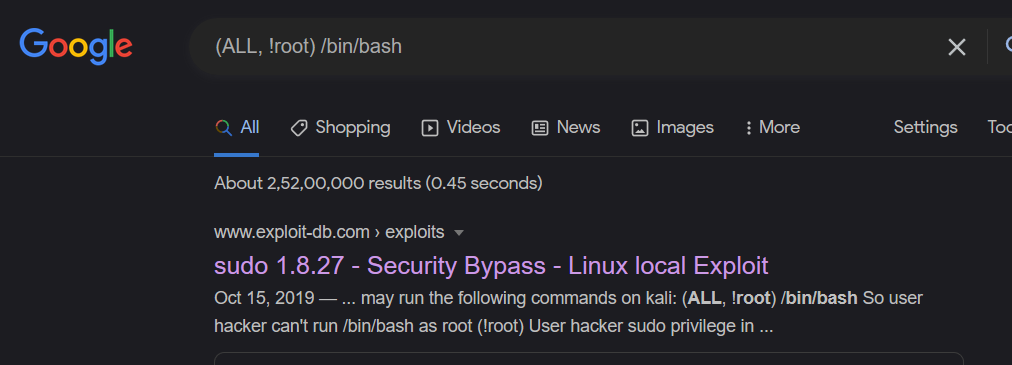 Google (ALL, !root) /bin/bash
All Shopping Videos News Images More Settings
About 2,52,00,000 results (0.45 seconds)
www.exploit-db.com › exploits
sudo 1.8.27 - Security Bypass - Linux local Exploit
Oct 15, 2019 — ... may run the following commands on kali: (ALL, !root) /bin/bash So user
hacker can't run /bin/bash as root (!root) User hacker sudo privilege in ...